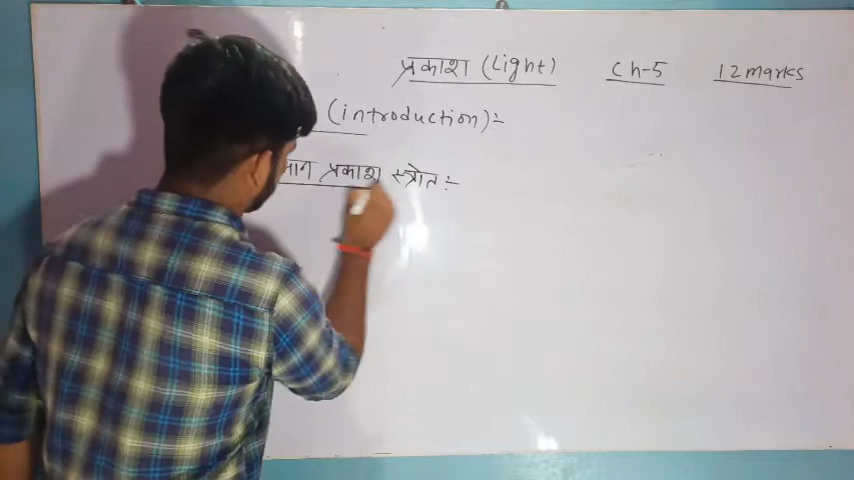 प्रकाश (Light) Ch-5 12marks
(introduction):-
प्रकाश स्त्रोत :-